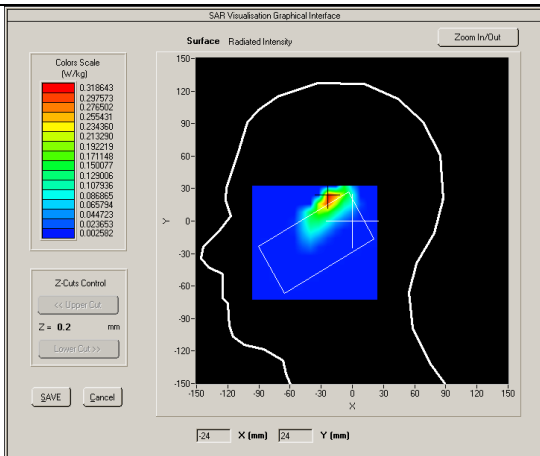 SAR Visualisation Graphical Interface
Surface Radiated Intensity
Zoom In/Out
Colors Scale
(W/kg)
0.318643
0.297573
0.276502
0.255431
0.234360
0.213290
0.192219
0.171148
0.150077
0.129006
0.107936
0.086865
0.065794
0.044723
0.023653
0.002582
Z-Cuts Control
<< Upper Cut
Z = 0.2 mm
Lower Cut >>
SAVE Cancel
150-
120-
90-
60-
30-
0-
-30-
-60-
-90-
-120-
-150-
Y
-150 -120 -90 -60 -30 0 30 60 90 120 150
X
-24 X (mm) 24 Y (mm)